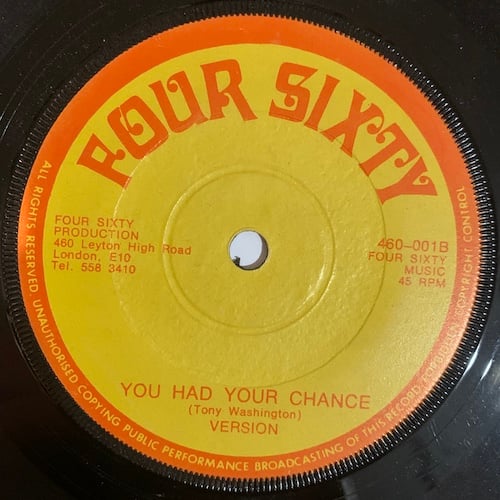 FOUR SIXTY
FOUR SIXTY
PRODUCTION
460 Leyton High Road
London, E10
Tel. 558 3410
460-001B
FOUR SIXTY
MUSIC
45 RPM
YOU HAD YOUR CHANCE
(Tony Washington)
VERSION
ALL RIGHTS RESERVED. UNAUTHORISED COPYING PUBLIC PERFORMANCE BROADCASTING OF THIS RECORD COPYRIGHT CONTROL